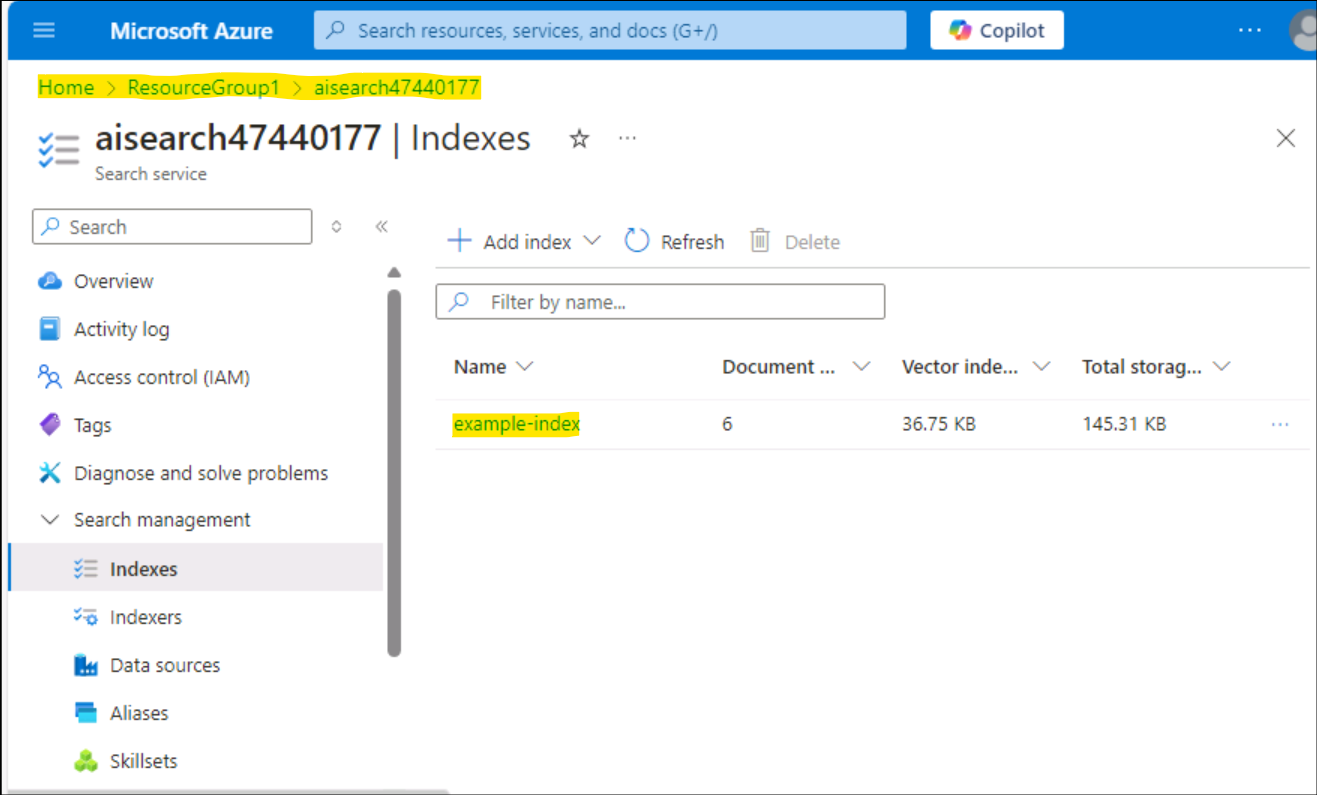 Microsoft Azure
Search resources, services, and docs (G+/)
Copilot
Home > ResourceGroup1 > aisearch47440177
aisearch47440177 | Indexes
Search service
Search
Add index
Refresh
Delete
Filter by name...
Overview
Activity log
Access control (IAM)
Tags
Diagnose and solve problems
Search management
Indexes
Indexers
Data sources
Aliases
Skillsets
Name Document ... Vector inde... Total storag...
example-index 6 36.75 KB 145.31 KB